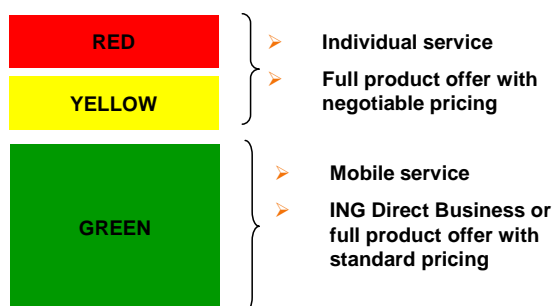 RED
Individual service
Full product offer with
negotiable pricing
YELLOW
Mobile service
ING Direct Business or
full product offer with
standard pricing
GREEN